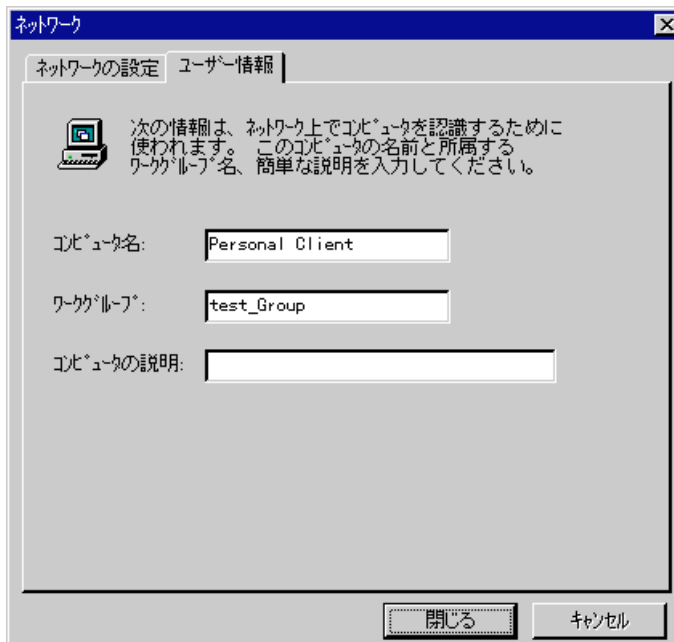 ネットワーク
ネットワークの設定 ユーザー情報
次の情報は、ネットワーク上でコンピュータを認識するために
使われます。 このコンピュータの名前と所属する
ワークグループ名、簡単な説明を入力してください。
コンピュータ名: Personal Client
ワークグループ: test_Group
コンピュータの説明:
閉じる キャンセル